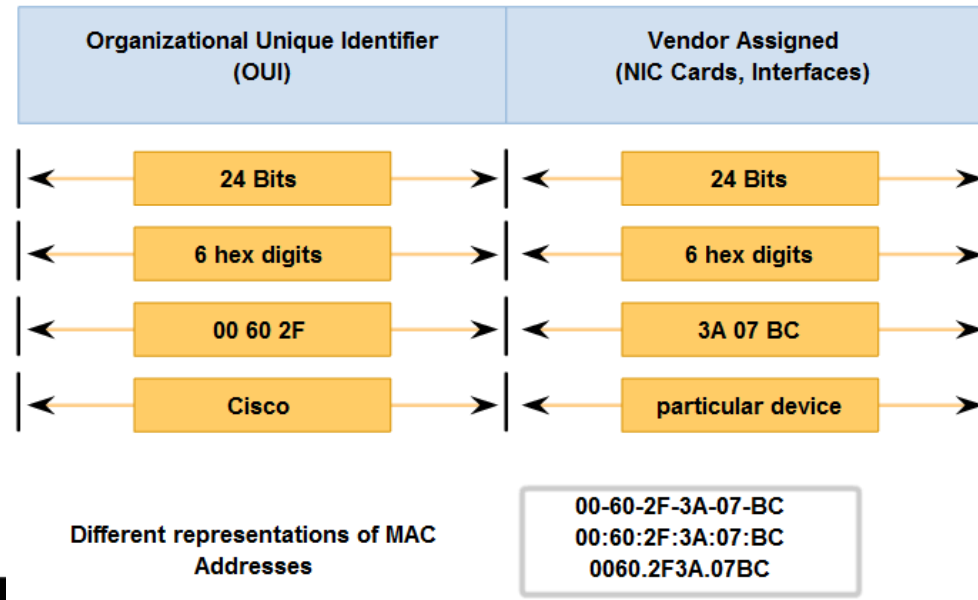 Organizational Unique Identifier
(OUI)
Vendor Assigned
(NIC Cards, Interfaces)
24 Bits
24 Bits
6 hex digits
6 hex digits
00 60 2F
3A 07 BC
Cisco
particular device
Different representations of MAC
Addresses
00-60-2F-3A-07-BC
00:60:2F:3A:07:BC
0060.2F3A.07BC